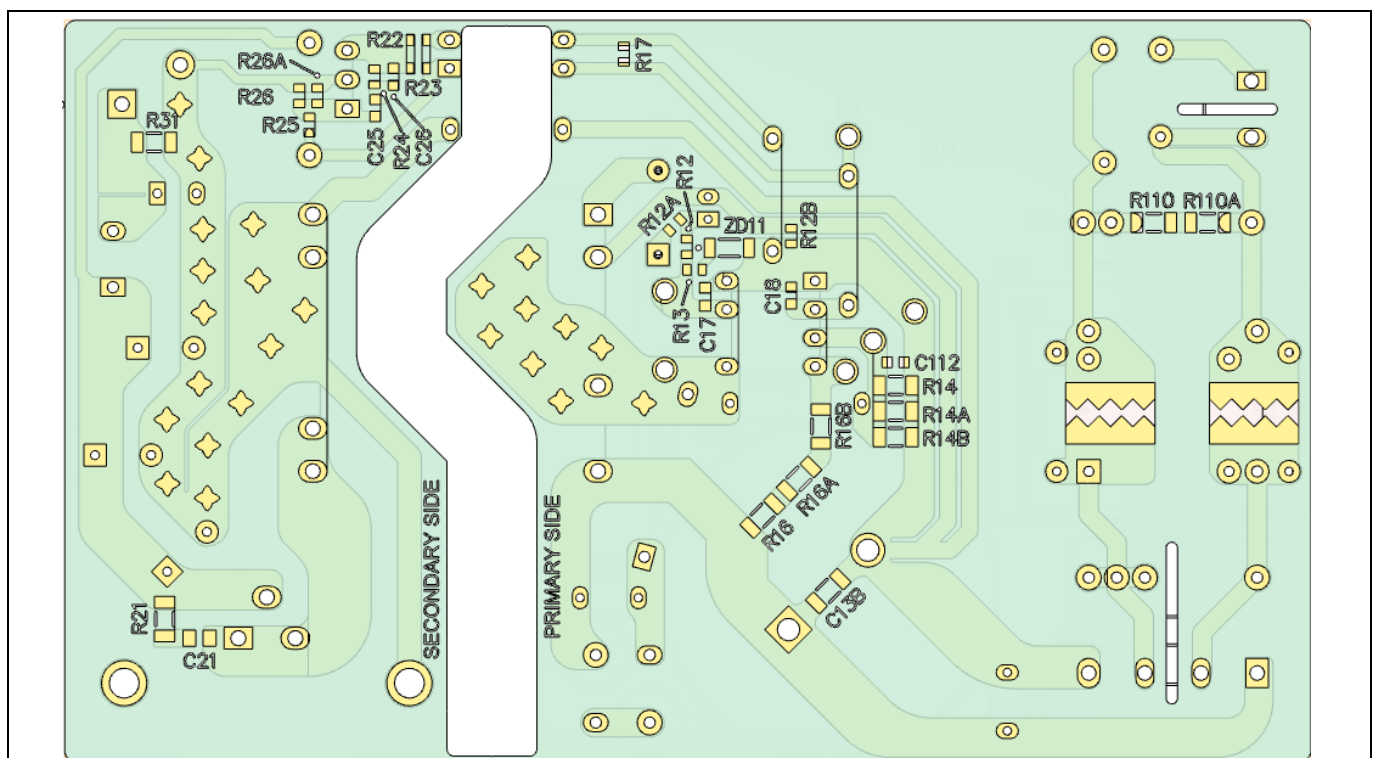 R22
R17
R26A
R23
R26
R31
R25
C25
R24
C26
R12
R12A
ZD11
R12B
R110
R110A
R13
C17
C18
C112
R14
R14A
R14B
R16B
R16A
R16
SECONDARY SIDE
PRIMARY SIDE
C13B
R21
C21